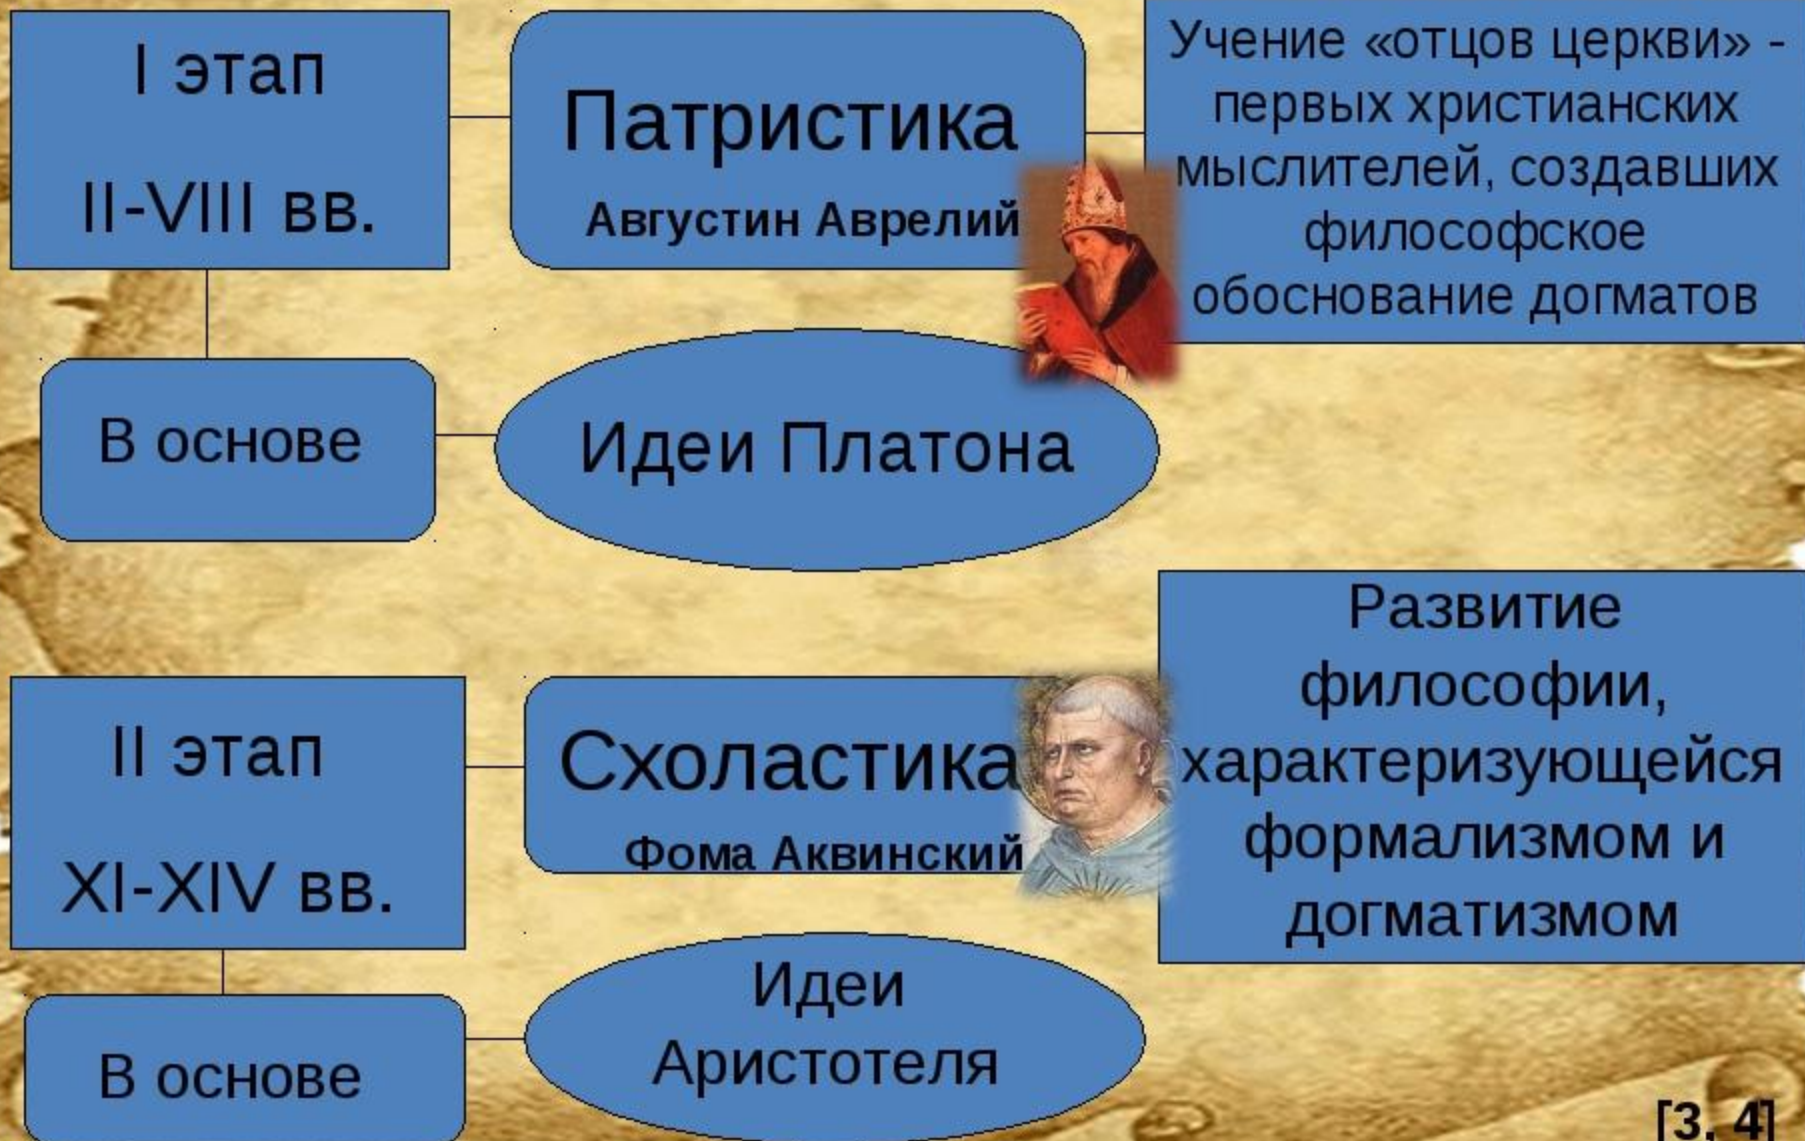 I этап
II-VIII вв.
Патристика
Августин Аврелий
Учение «отцов церкви» -
первых христианских
мыслителей, создавших
философское
обоснование догматов
В основе
Идеи Платона
II этап
XI-XIV вв.
Схоластика
Фома Аквинский
Развитие
философии,
характеризующейся
формализмом и
догматизмом
В основе
Идеи
Аристотеля
[3, 4]